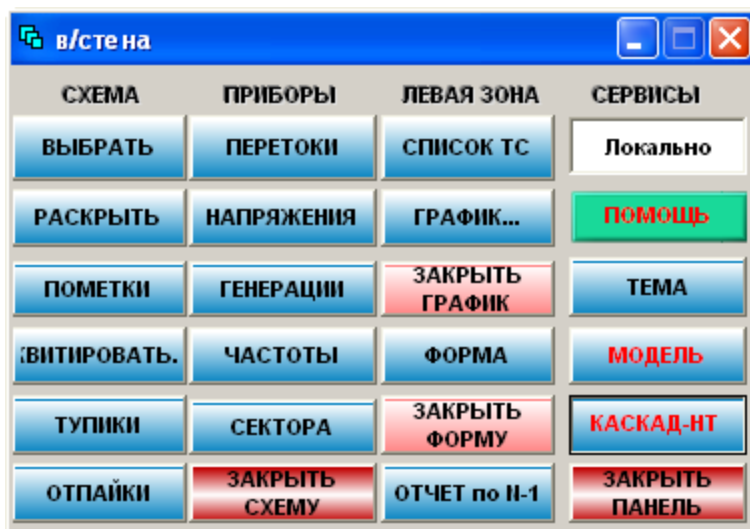 в/стена
СХЕМА ПРИБОРЫ ЛЕВАЯ ЗОНА СЕРВИСЫ
ВЫБРАТЬ ПЕРЕТОКИ СПИСОК ТС Локально
РАСКРЫТЬ НАПРЯЖЕНИЯ ГРАФИК... ПОМОЩЬ
ПОМЕТКИ ГЕНЕРАЦИИ ЗАКРЫТЬ ГРАФИК ТЕМА
КВИТИРОВАТЬ. ЧАСТОТЫ ФОРМА МОДЕЛЬ
ТУПИКИ СЕКТОРА ЗАКРЫТЬ ФОРМУ КАСКАД-НТ
ОТПАЙКИ ЗАКРЫТЬ СХЕМУ ОТЧЕТ по N-1 ЗАКРЫТЬ ПАНЕЛЬ